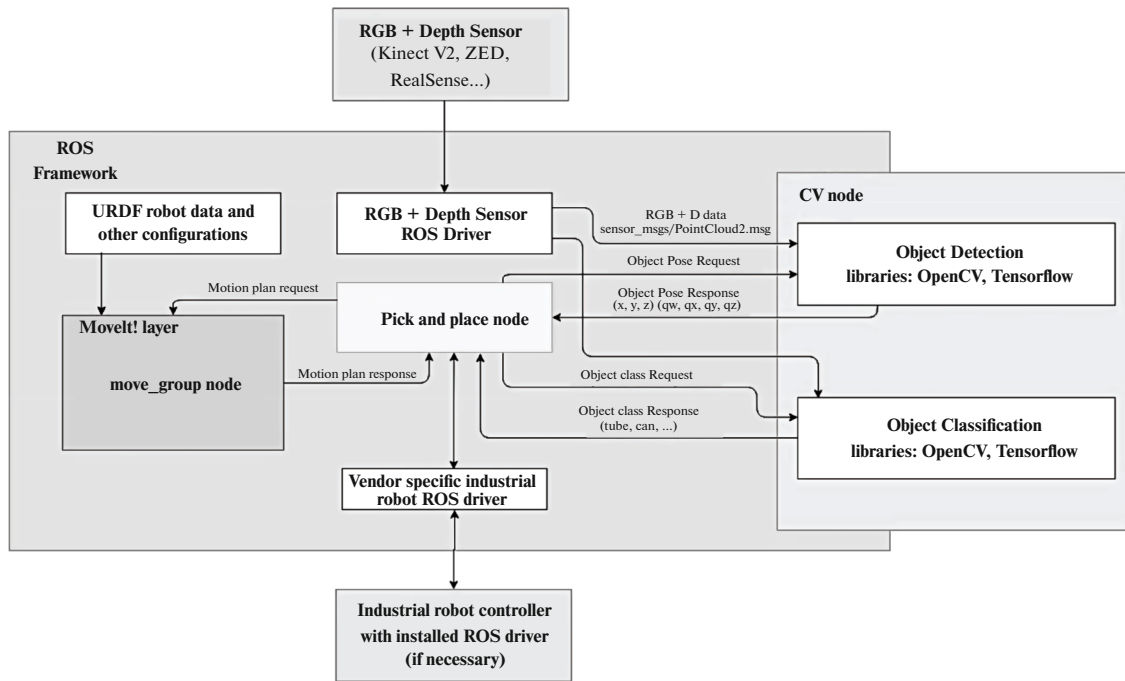 RGB + Depth Sensor
(Kinect V2, ZED,
RealSense...)
ROS
Framework
CV node
URDF robot data and
other configurations
RGB + Depth Sensor
ROS Driver
RGB + D data
sensor_msgs/PointCloud2.msg
Object Detection
libraries: OpenCV, Tensorflow
Object Pose Request
Motion plan request
Object Pose Response
(x, y, z) (qw, qx, qy, qz)
Pick and place node
MoveIt! layer
move_group node
Motion plan response
Object class Request
Object class Response
(tube, can, ...)
Object Classification
libraries: OpenCV, Tensorflow
Vendor specific industrial
robot ROS driver
Industrial robot controller
with installed ROS driver
(if necessary)